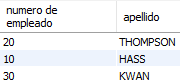 numero de empleado	apellido
20	THOMPSON
10	HASS
30	KWAN